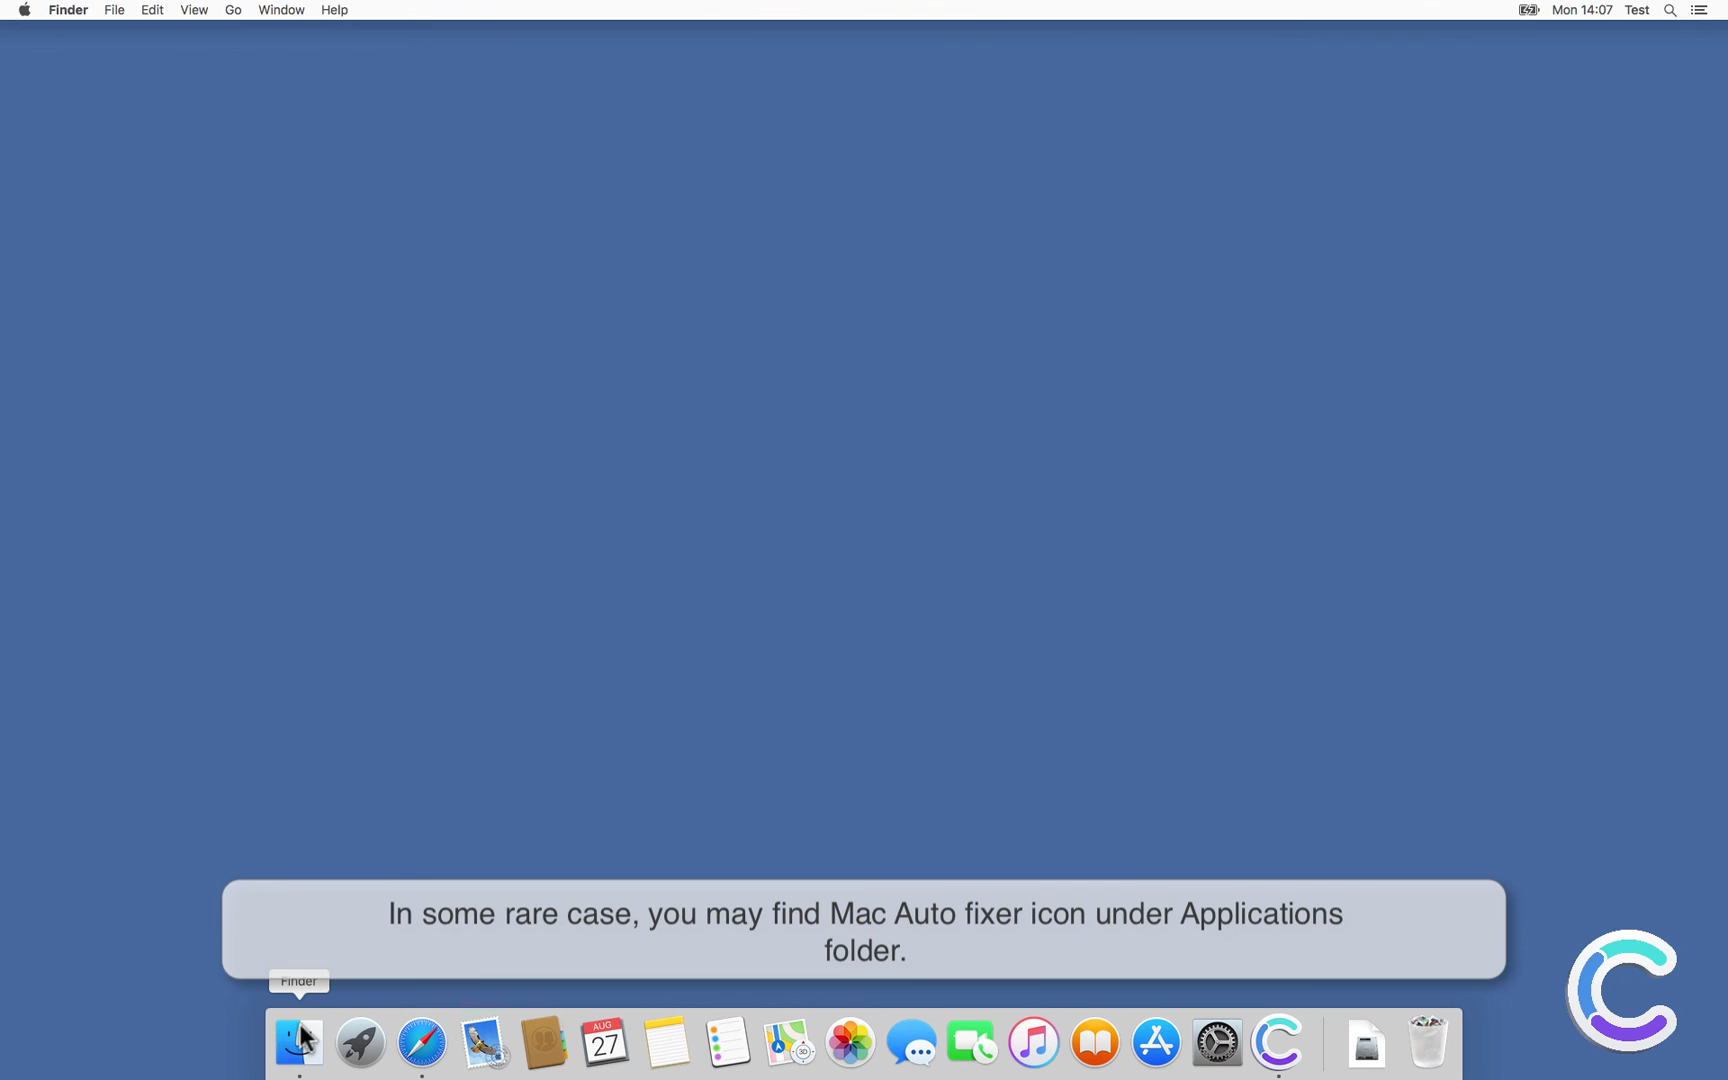 Finder File Edit View Go Window Help Mon 14:07 Test
In some rare case, you may find Mac Auto fixer icon under Applications
folder.
Finder
AUG
27
3D